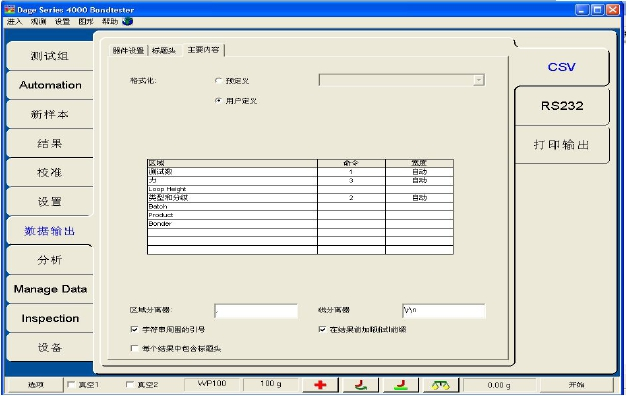 Dage Series 4000 Bondtester
进入 观测 设置 图形 帮助
测试组
Automation
新样本
结果
校准
设置
数据输出
分析
Manage Data
Inspection
设备
器件设置 标题头 主要内容
格式化: 预定义
用户定义
CSV
RS232
打印输出
区域 命令 宽度
测试数 1 自动
力 3 自动
Loop Height
类型和分级 2 自动
Batch
Product
Bonder
区域分离器: , 线分离器 \r\n
字符串周围的引号 在结果前加测试前缀
每个结果中包含标题头
选项 真空1 真空2 WP100 100 g 0.00 g 开始